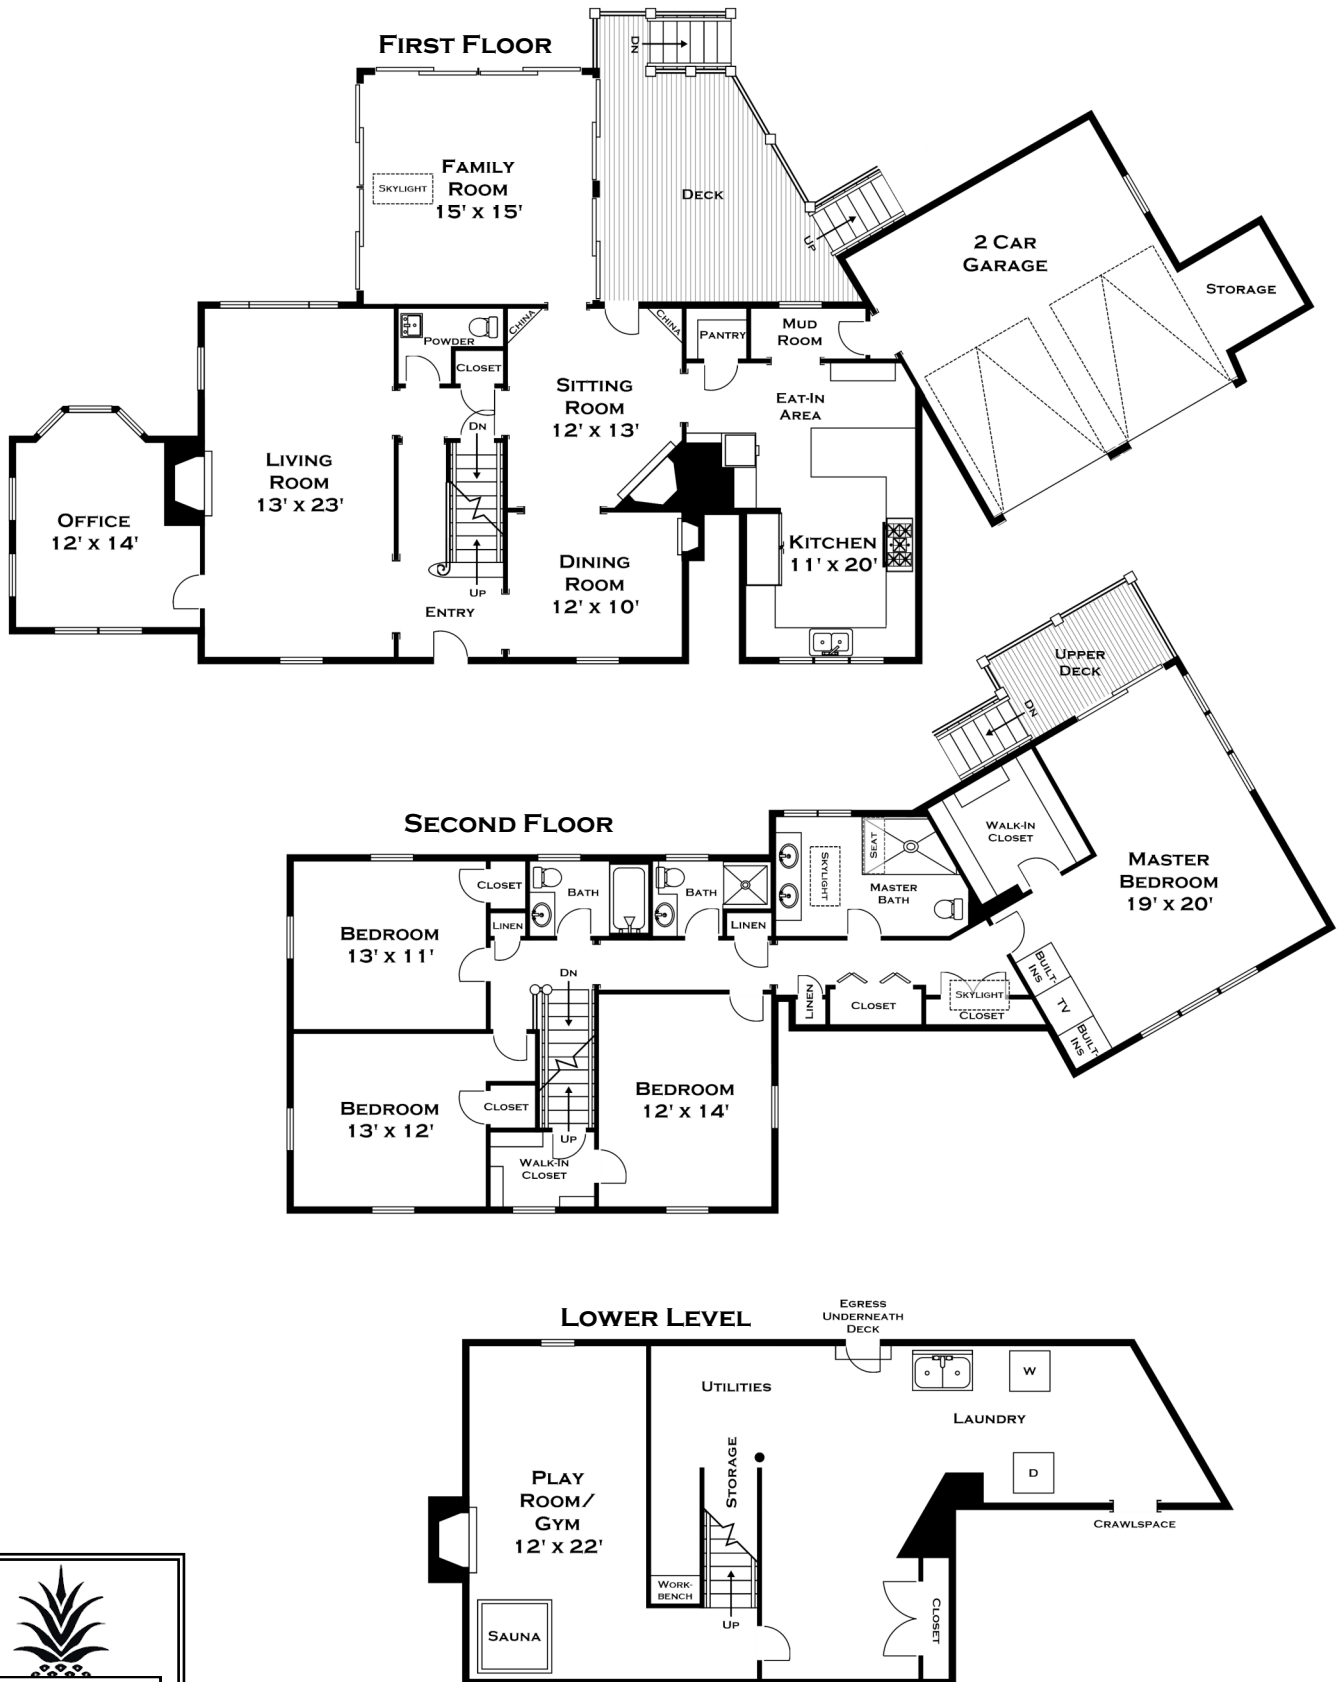 First Floor
Dn
Family
Room
15' x 15'
Skylight
Deck
Up
2 Car
Garage
Storage
China
China
Powder
Closet
Pantry
Mud
Room
Sitting
Room
12' x 13'
Eat-In
Area
Dn
Living
Room
13' x 23'
Office
12' x 14'
Kitchen
11' x 20'
Dining
Room
12' x 10'
Up
Entry
Upper
Deck
Dn
Second Floor
Walk-In
Closet
Master
Bedroom
19' x 20'
Seat
Skylight
Master
Bath
Closet
Bath
Bath
Linen
Linen
Bedroom
13' x 11'
Dn
Built-
Ins
TV
Built-
Ins
Linen
Closet
Skylight
Closet
Bedroom
13' x 12'
Closet
Bedroom
12' x 14'
Up
Walk-In
Closet
Lower Level
Egress
Underneath
Deck
Utilities
W
Laundry
Storage
D
Play
Room/
Gym
12' x 22'
Crawlspace
Work-
bench
Up
Closet
Sauna